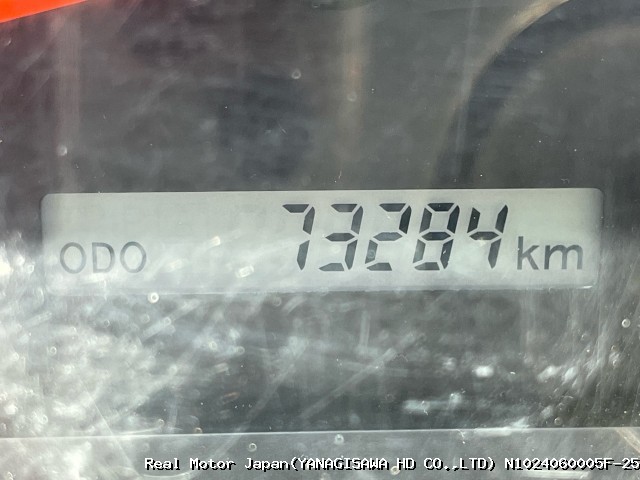 ODO 73284 km
Real Motor Japan(YANAGISAWA HD CO.,LTD) N1024060005F-25